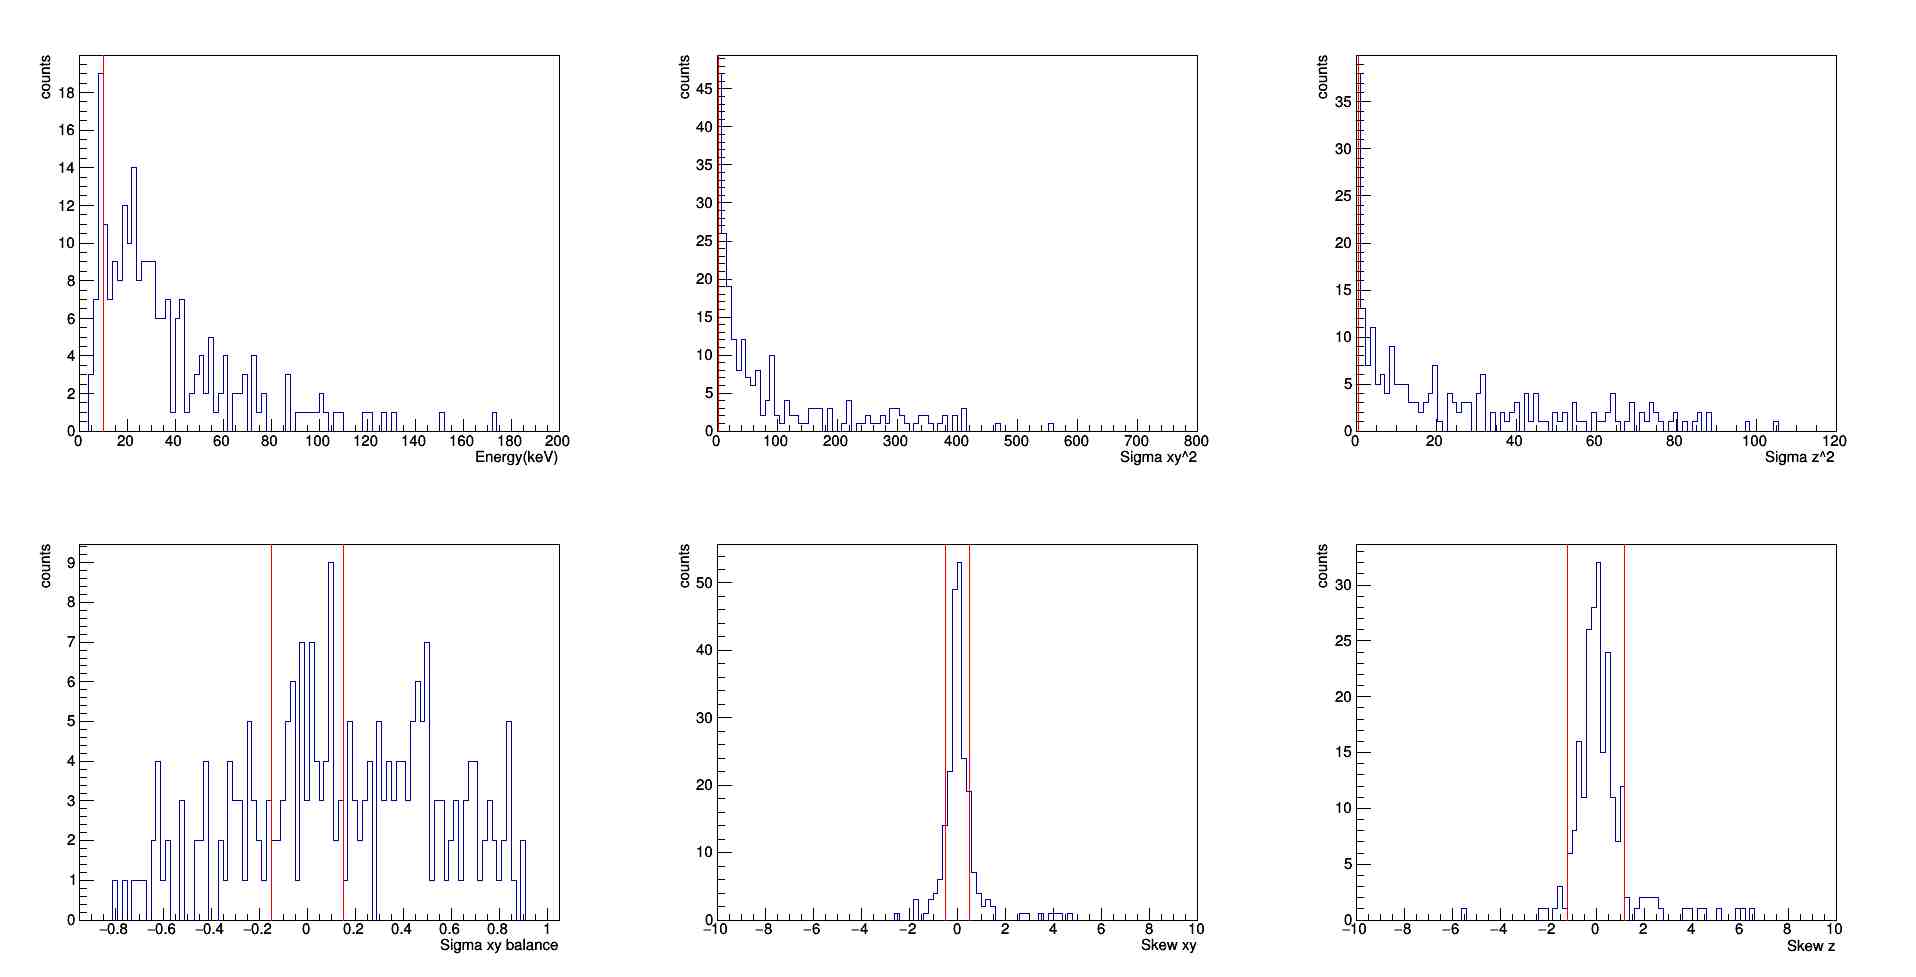 counts
18
16
14
12
10
8
6
4
2
0
0 20 40 60 80 100 120 140 160 180 200
Energy(keV)
counts
45
40
35
30
25
20
15
10
5
0
0 100 200 300 400 500 600 700 800
Sigma xy^2
counts
35
30
25
20
15
10
5
0
0 20 40 60 80 100 120
Sigma z^2
counts
9
8
7
6
5
4
3
2
1
0
−0.8 −0.6 −0.4 −0.2 0 0.2 0.4 0.6 0.8 1
Sigma xy balance
counts
50
40
30
20
10
0
−10 −8 −6 −4 −2 0 2 4 6 8 10
Skew xy
counts
30
25
20
15
10
5
0
−10 −8 −6 −4 −2 0 2 4 6 8 10
Skew z